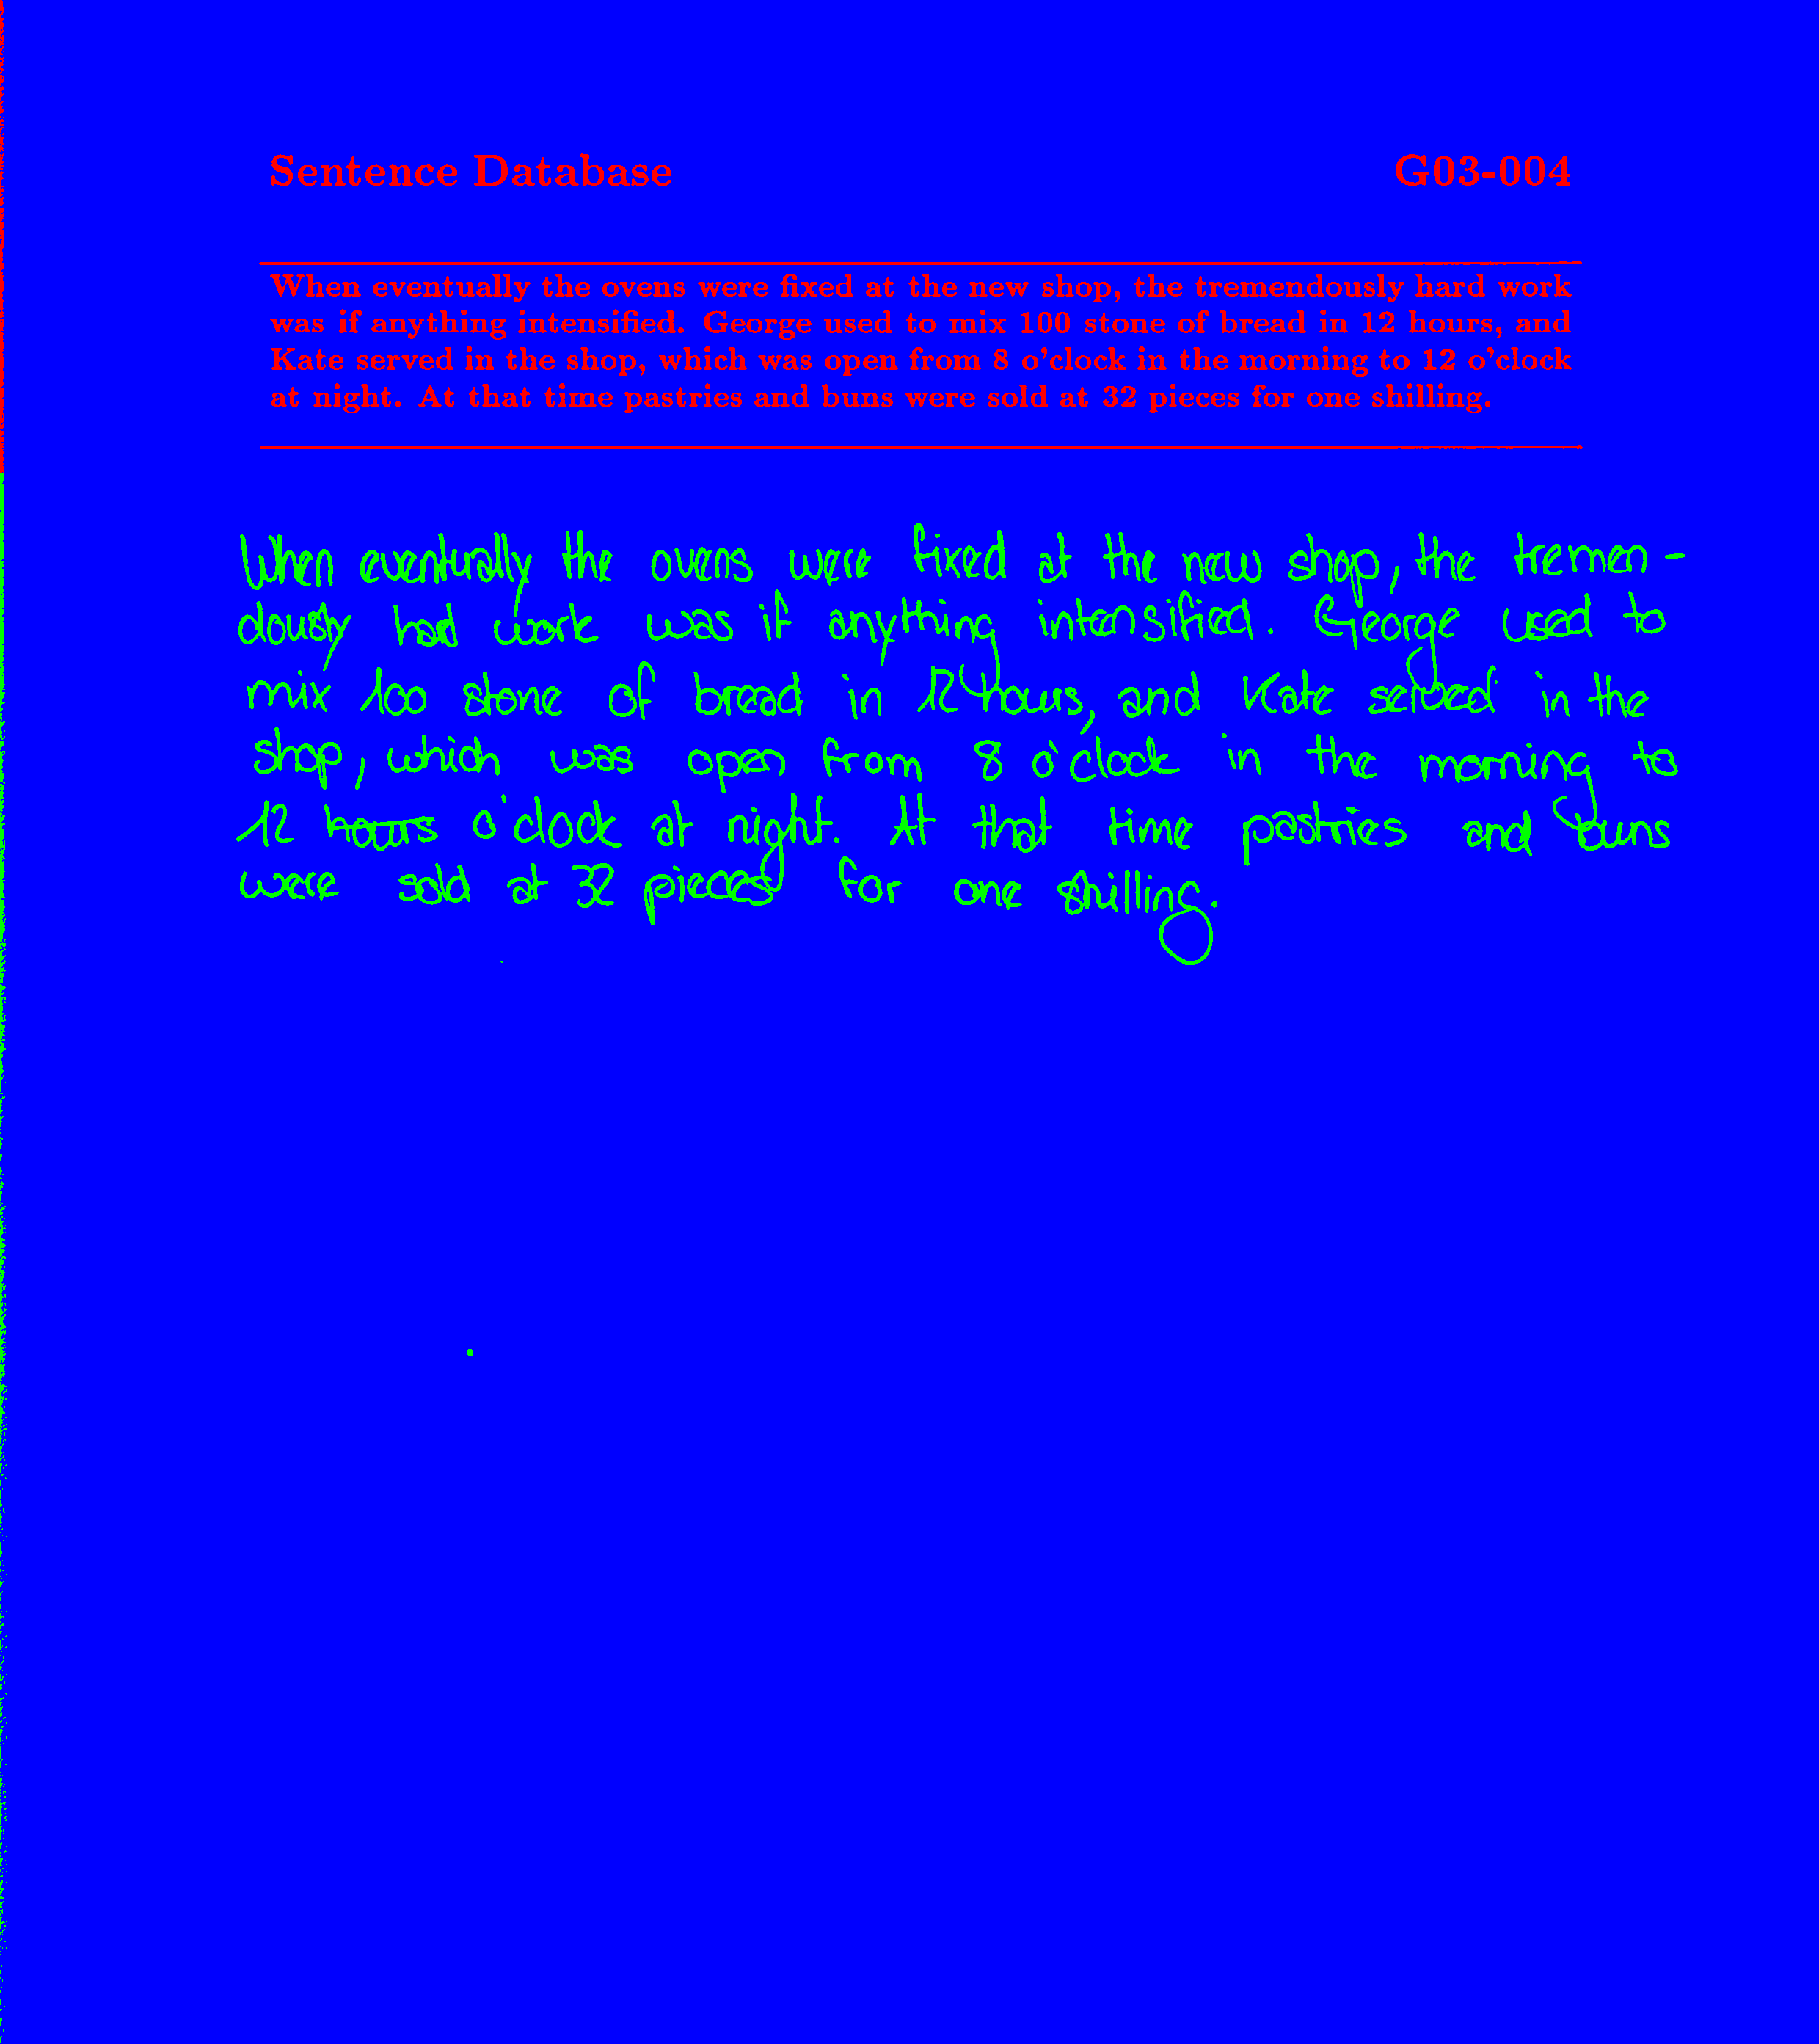 Sentence Database G03-004
When eventually the ovens were fixed at the new shop, the tremendously hard work
was if anything intensified. George used to mix 100 stone of bread in 12 hours, and
Kate served in the shop, which was open from 8 o'clock in the morning to 12 o'clock
at night. At that time pastries and buns were sold at 32 pieces for one shilling.
When eventually the ovens were fixed at the new shop, the tremen-
dously had work was if anything intensified. George used to
mix 100 stone of bread in 12 hours, and Kate served in the
shop, which was open from 8 o'clock in the morning to
12 hours o'clock at night. At that time pastries and buns
were sold at 32 pieces for one shilling.